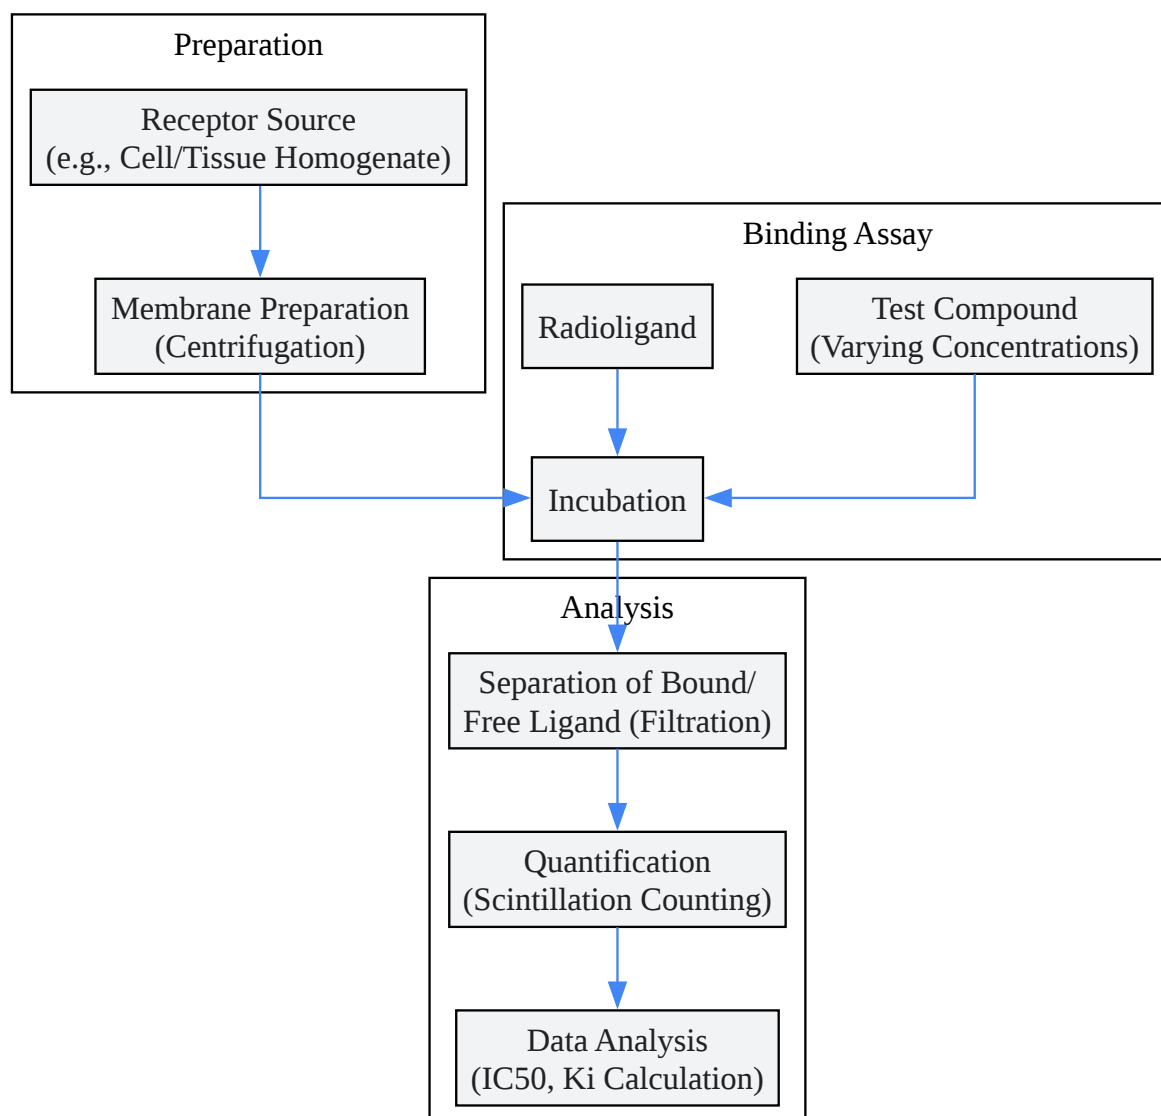 Preparation
Receptor Source
(e.g., Cell/Tissue Homogenate)
Membrane Preparation
(Centrifugation)
Binding Assay
Radioligand
Test Compound
(Varying Concentrations)
Incubation
Analysis
Separation of Bound/
Free Ligand (Filtration)
Quantification
(Scintillation Counting)
Data Analysis
(IC50, Ki Calculation)